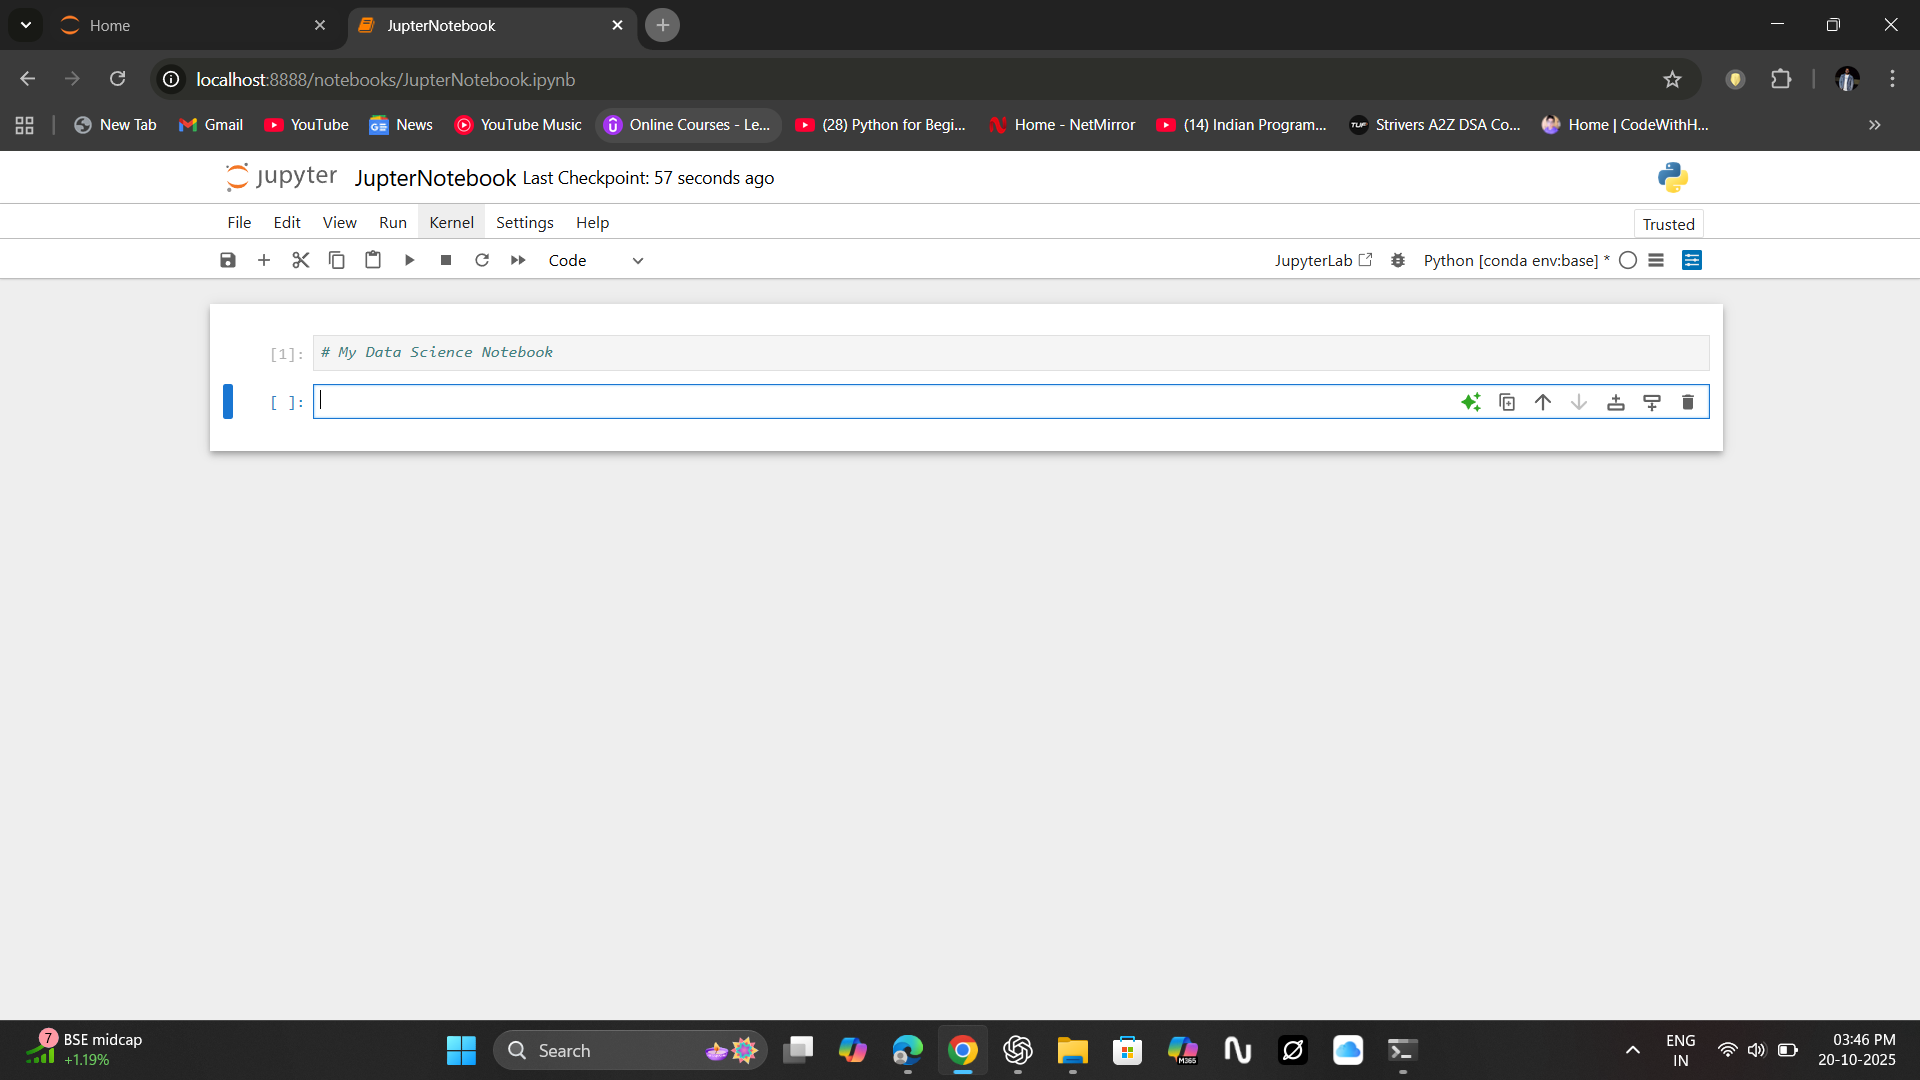 Home
JupterNotebook
localhost:8888/notebooks/JupterNotebook.ipynb
New Tab
Gmail
YouTube
News
YouTube Music
Online Courses - Le...
(28) Python for Begi...
Home - NetMirror
(14) Indian Program...
TUF
Strivers A2Z DSA Co...
Home | CodeWithH...
jupyter JupterNotebook Last Checkpoint: 57 seconds ago
File Edit View Run Kernel Settings Help
Trusted
Code
JupyterLab
Python [conda env:base] *
[1]: # My Data Science Notebook
[ ]:
7
BSE midcap
+1.19%
Search
M365
ENG
IN
03:46 PM
20-10-2025